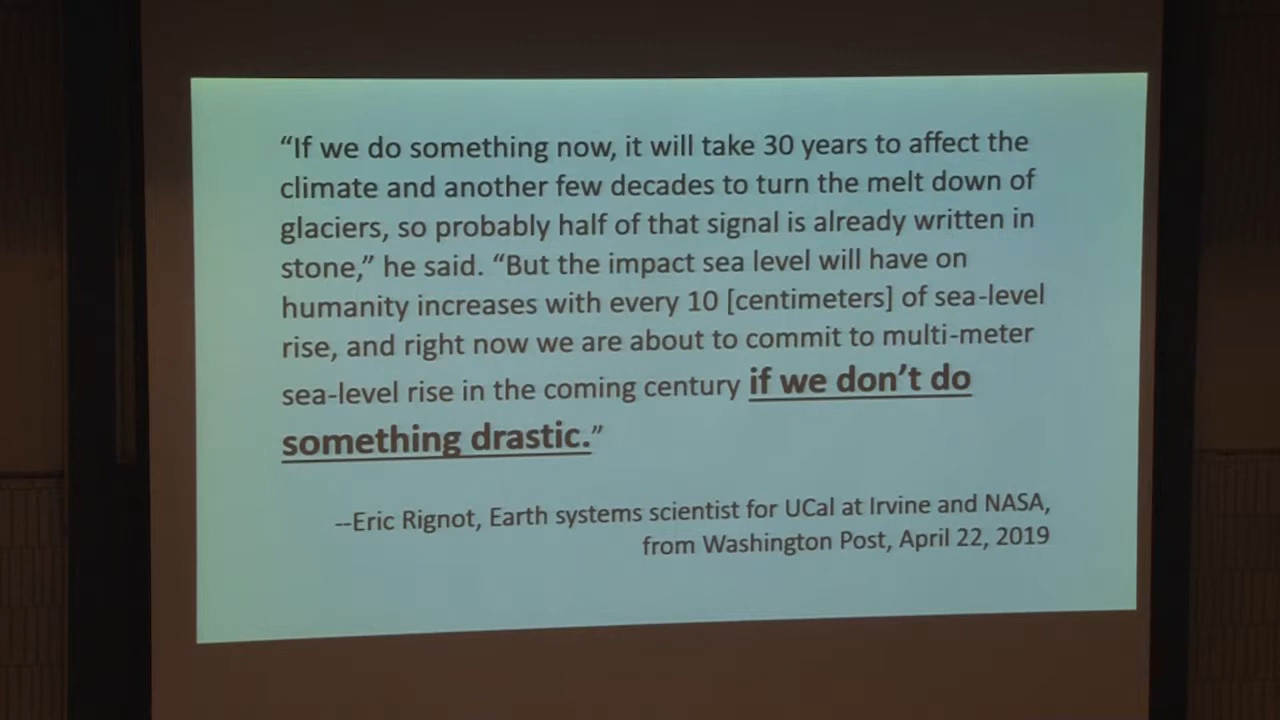 “If we do something now, it will take 30 years to affect the
climate and another few decades to turn the melt down of
glaciers, so probably half of that signal is already written in
stone,” he said. “But the impact sea level will have on
humanity increases with every 10 [centimeters] of sea-level
rise, and right now we are about to commit to multi-meter
sea-level rise in the coming century if we don’t do
something drastic.”
--Eric Rignot, Earth systems scientist for UCal at Irvine and NASA,
from Washington Post, April 22, 2019